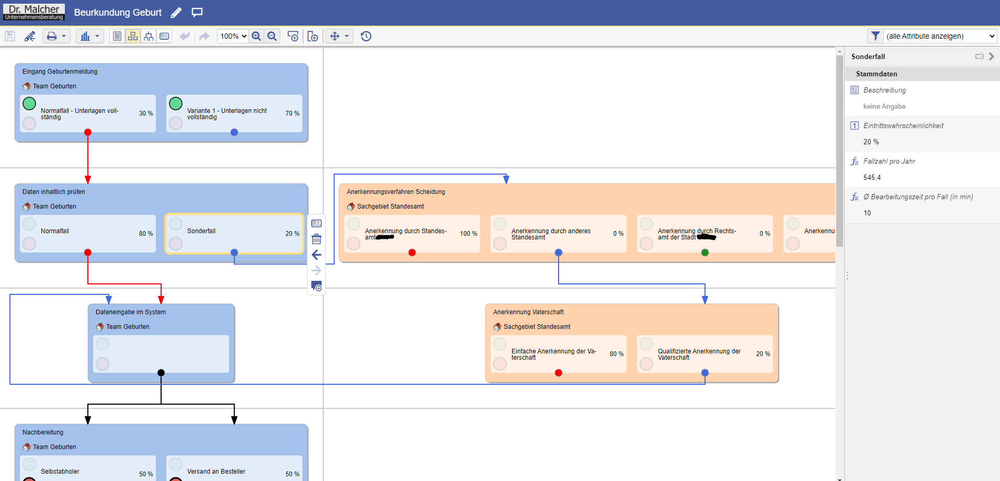 Dr. Malcher
Unternehmensberatung
Beurkundung Geburt
100%
(alle Attribute anzeigen)
Eingang Geburtenmeldung
Team Geburten
Normalfall - Unterlagen voll-
ständig
30 %
Variante 1 - Unterlagen nicht
vollständig
70 %
Daten inhaltlich prüfen
Team Geburten
Normalfall
80 %
Sonderfall
20 %
Anerkennungsverfahren Scheidung
Sachgebiet Standesamt
Anerkennung durch Standes-
amt
100 %
Anerkennung durch anderes
Standesamt
0 %
Anerkennung durch Rechts-
amt der Stadt
0 %
Anerkennu
Dateneingabe im System
Team Geburten
Anerkennung Vaterschaft
Sachgebiet Standesamt
Einfache Anerkennung der Va-
terschaft
80 %
Qualifizierte Anerkennung der
Vaterschaft
20 %
Nachbereitung
Team Geburten
Selbstabholer
50 %
Versand an Besteller
50 %
Sonderfall
Stammdaten
Beschreibung
keine Angabe
1 Eintrittswahrscheinlichkeit
20 %
fx Fallzahl pro Jahr
545,4
fx Ø Bearbeitungszeit pro Fall (in min)
10